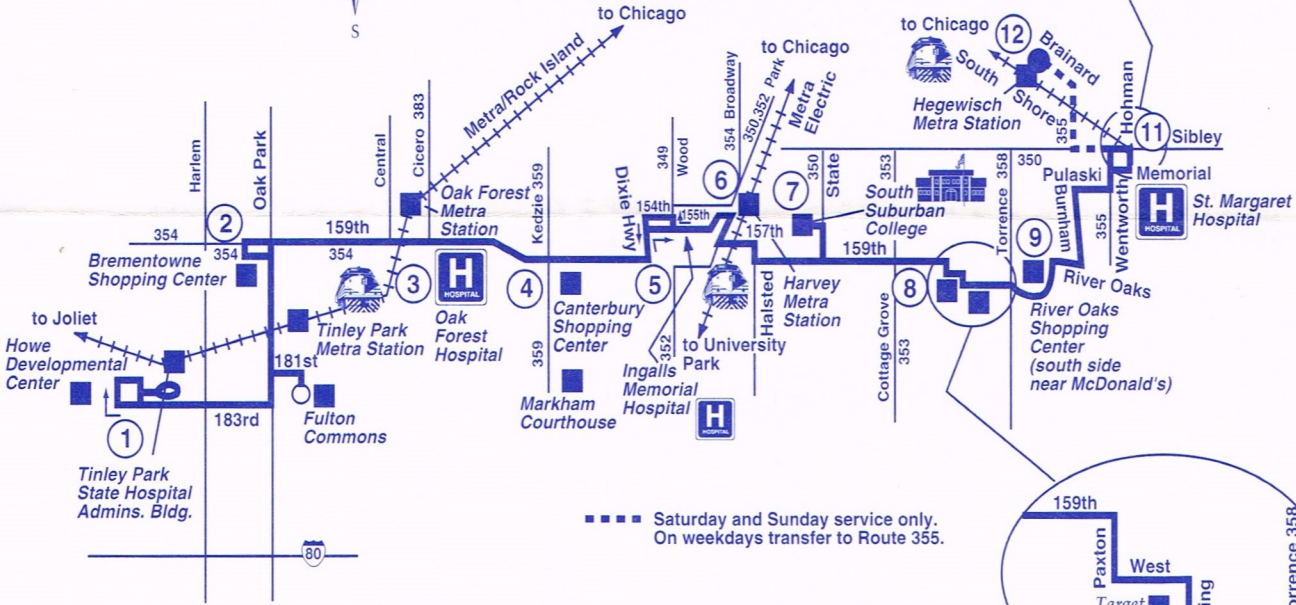 S
to Chicago
Metra/Rock Island
to Chicago
354 Broadway
350,352 Park
Metra
Electric
to Chicago
12
Brainard
South
Shore
Hegewisch
Metra Station
355
Hohman
11
Sibley
Harlem
Oak Park
Central
Cicero 383
Kedzie 359
Dixie Hwy
349
Wood
6
7
350
State
353
358
350
Pulaski
Memorial
H
HOSPITAL
St. Margaret
Hospital
Oak Forest
Metra
Station
154th
155th
157th
South
Suburban
College
Torrence
Burnham
355
Wentworth
2
354
354
159th
354
159th
9
River Oaks
Brementowne
Shopping Center
3
H
HOSPITAL
Oak
Forest
Hospital
4
Canterbury
Shopping
Center
359
5
352
Halsted
Harvey
Metra
Station
8
Cottage Grove
353
River Oaks
Shopping
Center
(south side
near McDonald's)
to Joliet
Tinley Park
Metra Station
Howe
Developmental
Center
181st
Fulton
Commons
183rd
1
Tinley Park
State Hospital
Admins. Bldg.
Markham
Courthouse
to University
Park
Ingalls
Memorial
Hospital
H
HOSPITAL
80
Saturday and Sunday service only.
On weekdays transfer to Route 355.
159th
Paxton
West
Target
ing
orrence 358